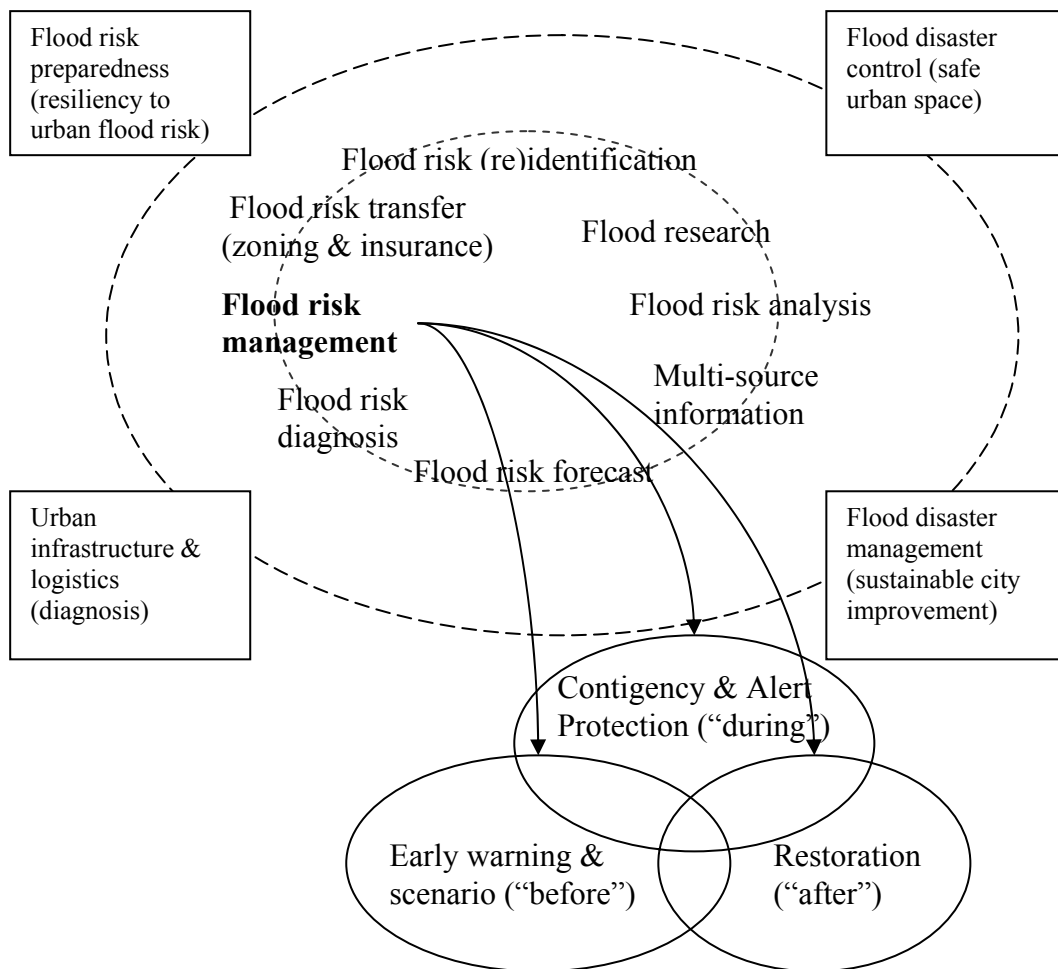 Flood risk
preparedness
(resiliency to
urban flood risk)
Flood disaster
control (safe
urban space)
Flood risk (re)identification
Flood risk transfer
(zoning & insurance)
Flood research
Flood risk
management
Flood risk analysis
Multi-source
information
Flood risk
diagnosis
Flood risk forecast
Urban
infrastructure &
logistics
(diagnosis)
Flood disaster
management
(sustainable city
improvement)
Contigency & Alert
Protection (“during”)
Early warning &
scenario (“before”)
Restoration
(“after”)